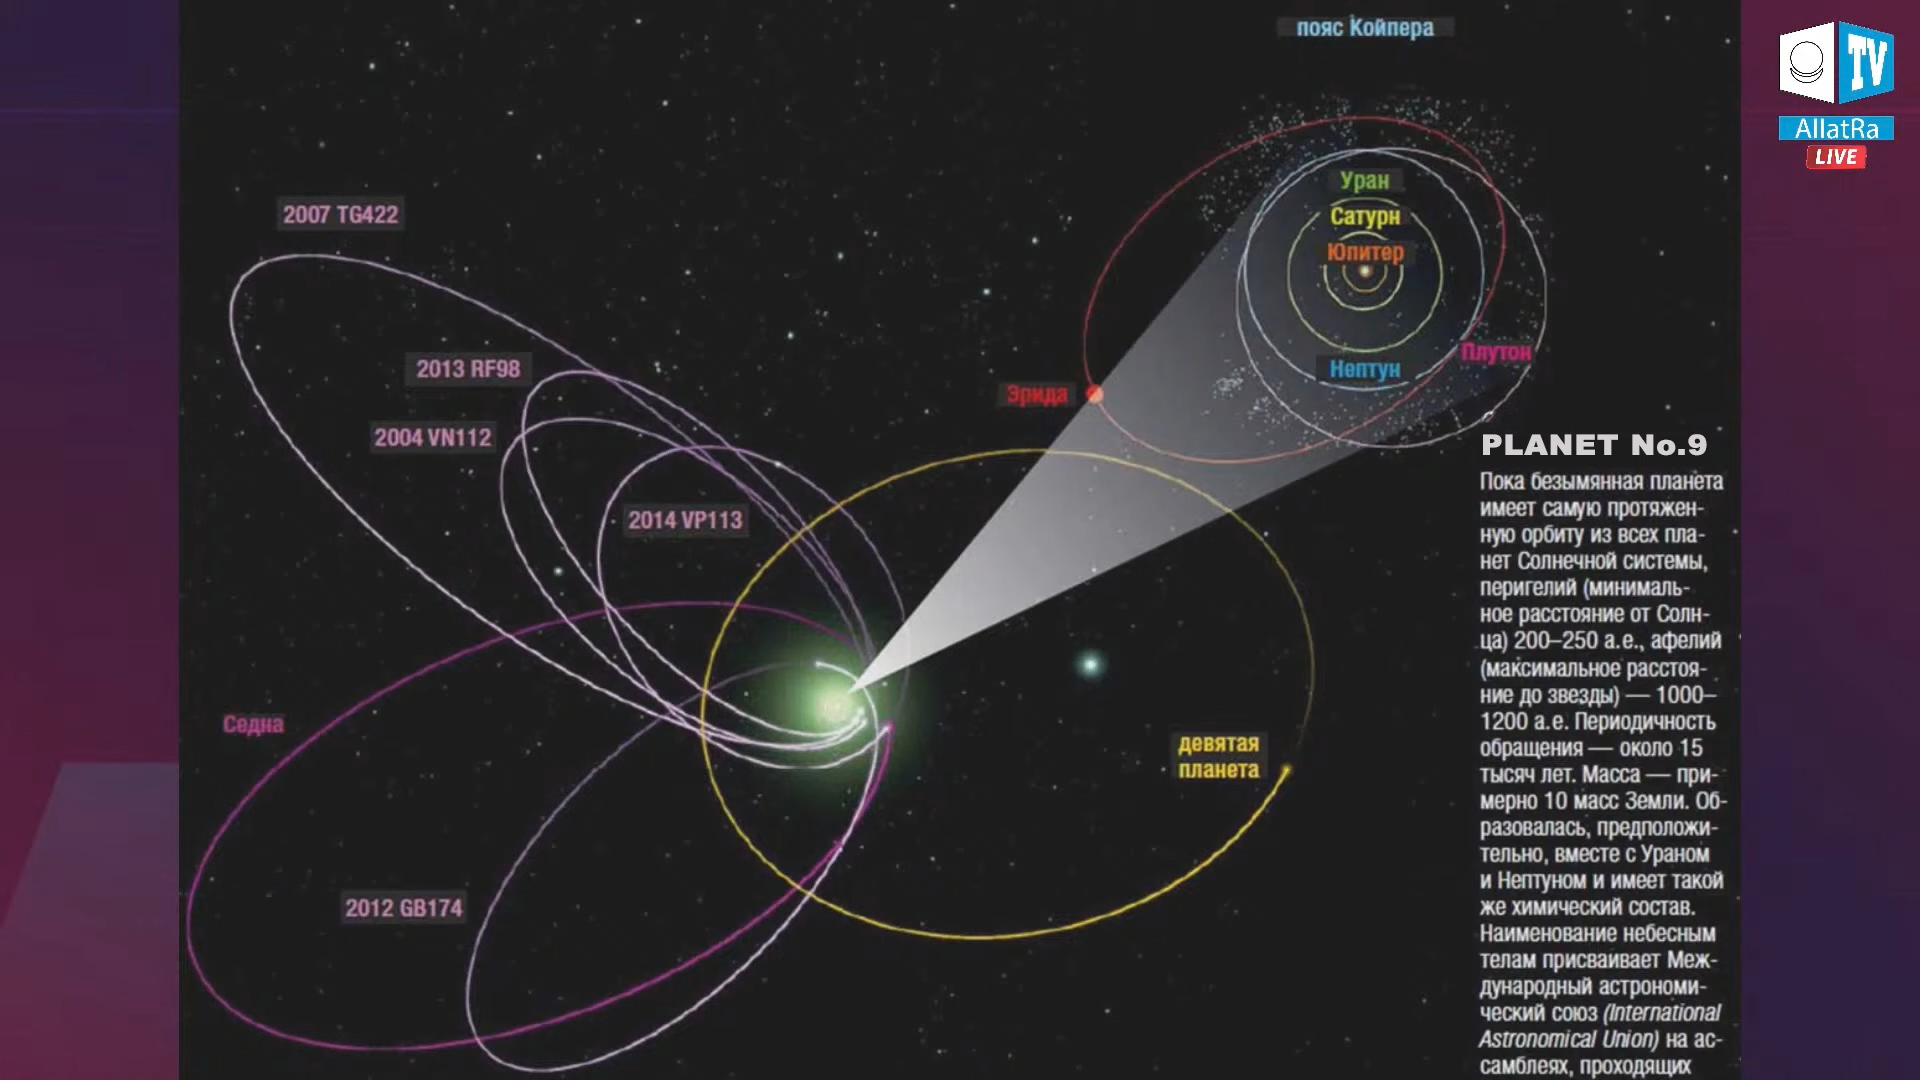 пояс Койпера
TV
AllatRa
LIVE
Уран
Сатурн
Юпитер
2007 TG422
Плутон
2013 RF98
Нептун
Эрида
2004 VN112
2014 VP113
Седна
девятая
планета
2012 GB174
PLANET No.9
Пока безымянная планета
имеет самую протяжен-
ную орбиту из всех пла-
нет Солнечной системы,
перигелий (минималь-
ное расстояние от Солн-
ца) 200–250 а.е., афелий
(максимальное расстоя-
ние до звезды) — 1000–
1200 а.е. Периодичность
обращения — около 15
тысяч лет. Масса — при-
мерно 10 масс Земли. Об-
разовалась, предположи-
тельно, вместе с Ураном
и Нептуном и имеет такой
же химический состав.
Наименование небесным
телам присваивает Меж-
дународный астрономи-
ческий союз (International
Astronomical Union) на ас-
самблеях, проходящих